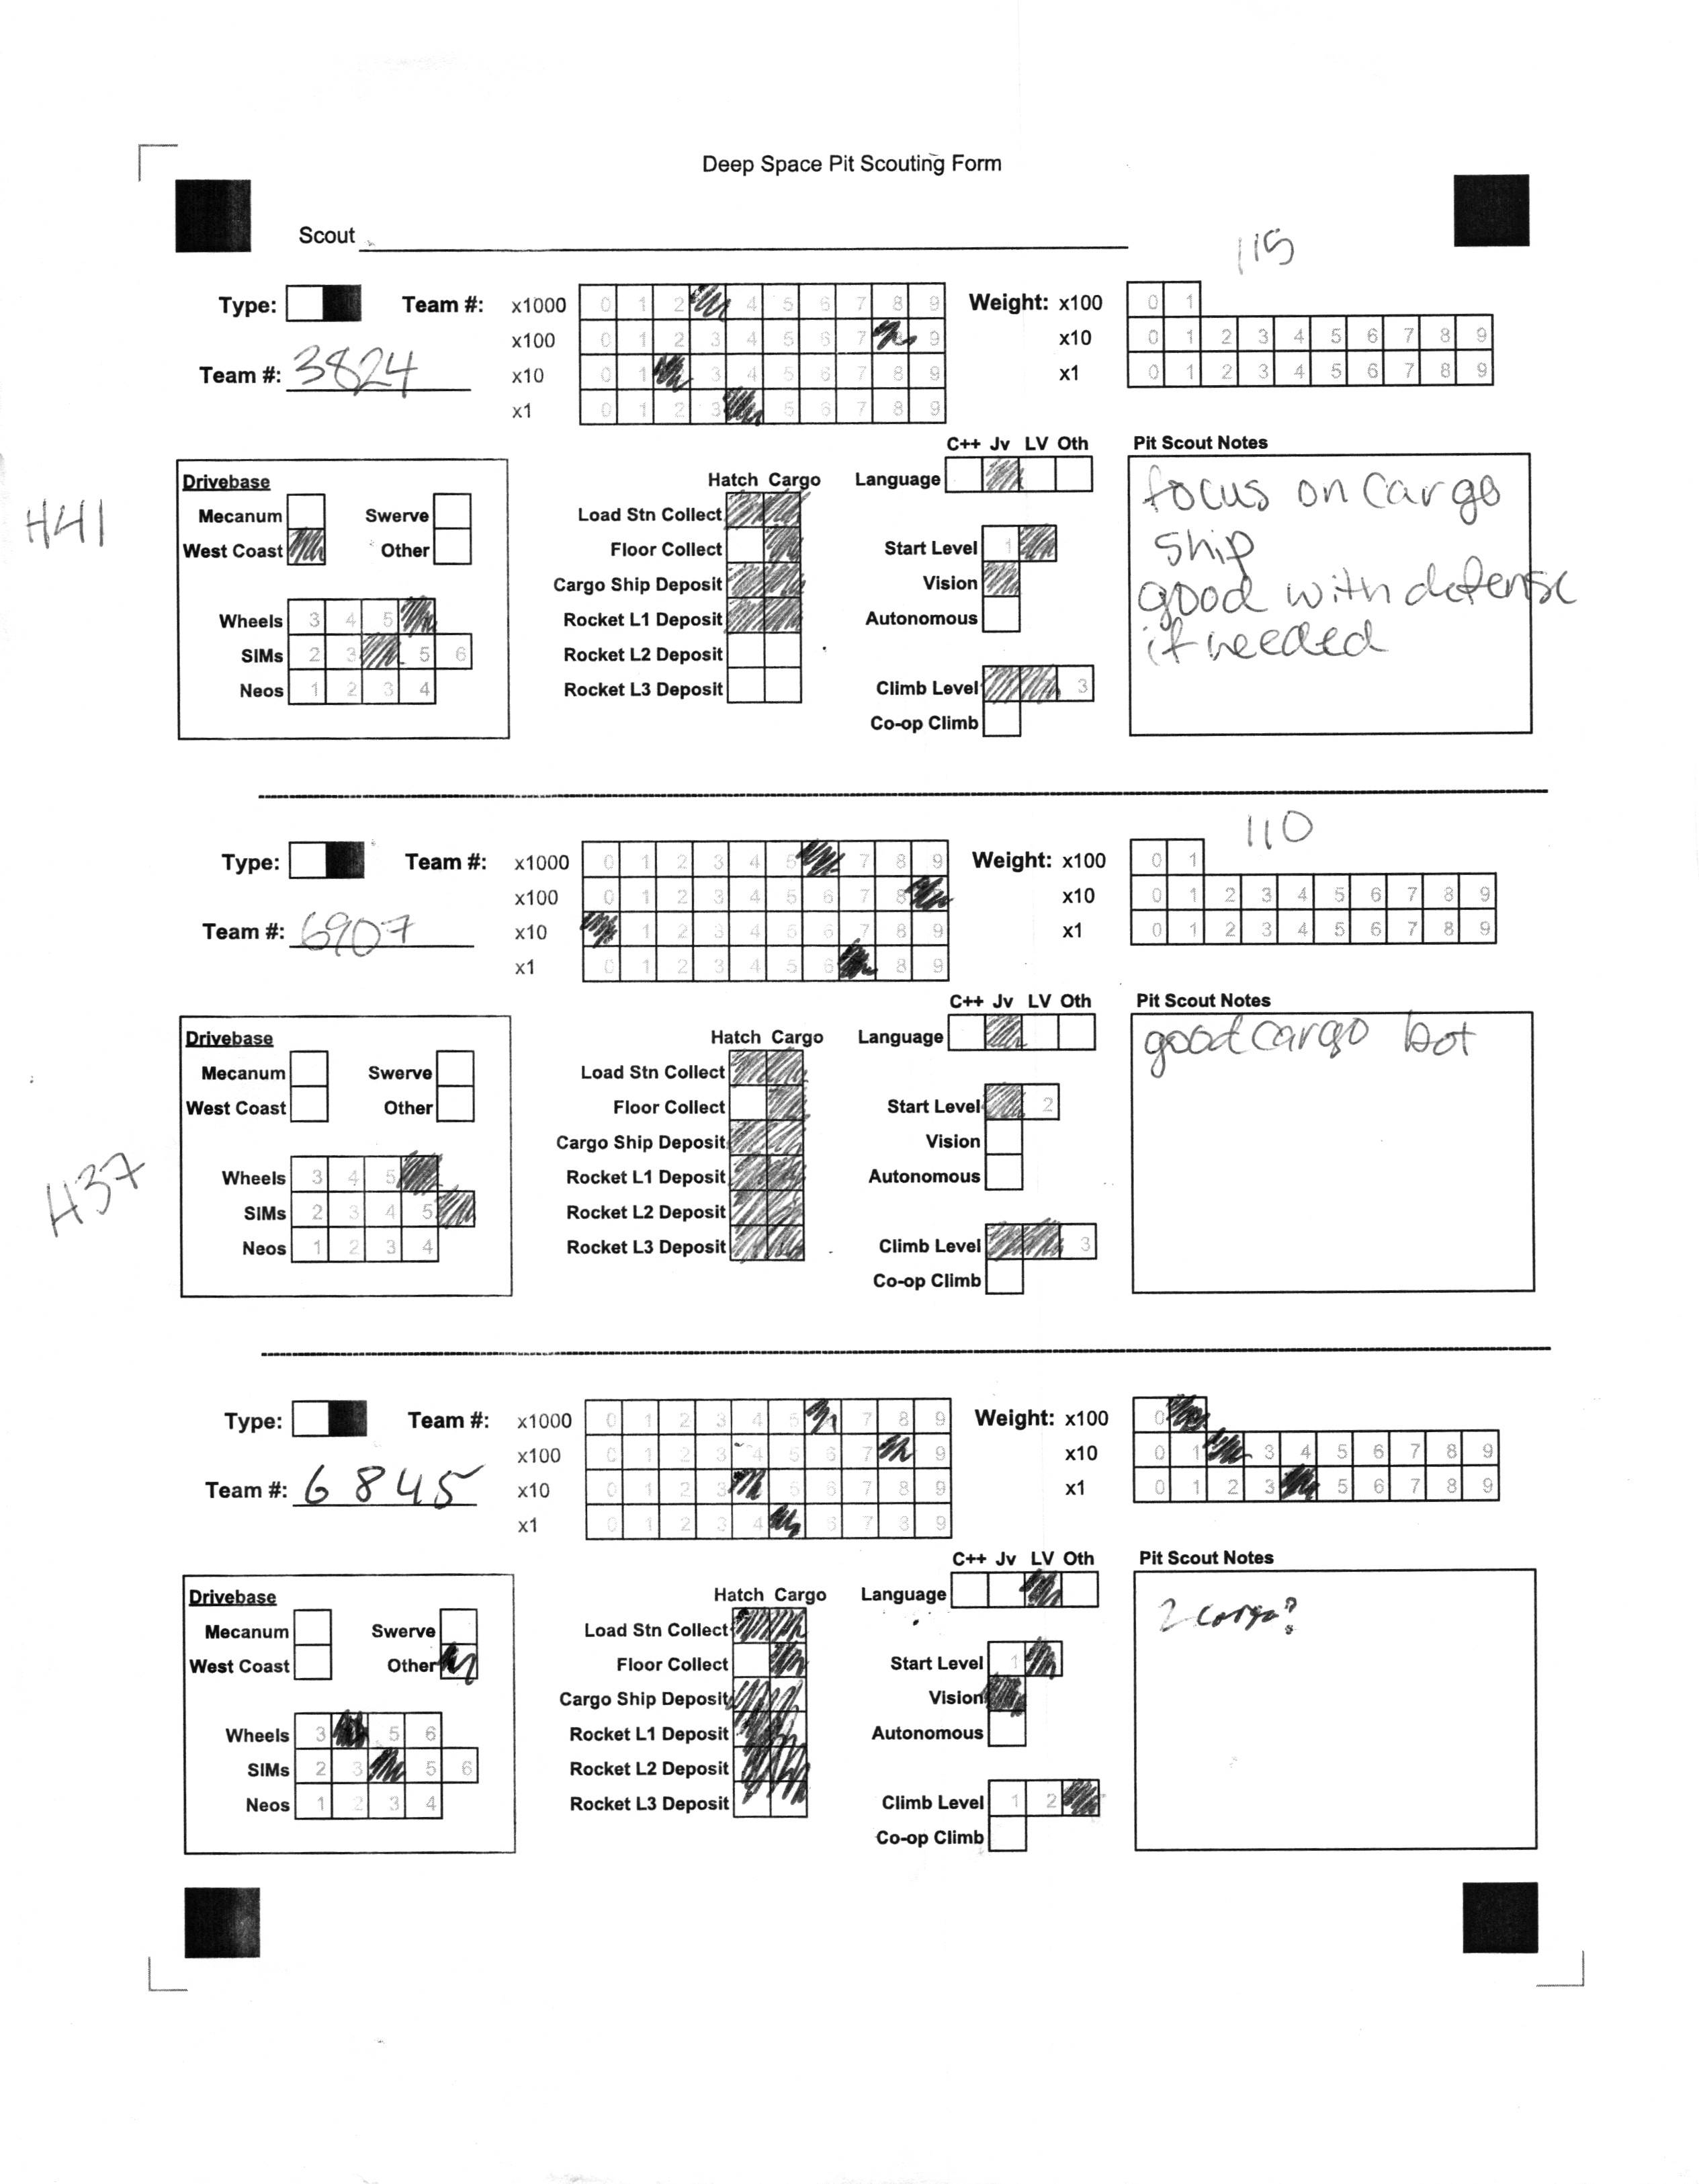 Deep Space Pit Scouting Form
Scout
115
Type: Team #: x1000 0 1 2 4 5 6 7 8 9 Weight: x100 0 1
x100 0 1 2 3 4 5 6 7 9 x10 0 1 2 3 4 5 6 7 8 9
Team #: 3824 x10 0 1 3 4 5 6 7 8 9 x1 0 1 2 3 4 5 6 7 8 9
x1 0 1 2 3 5 6 7 8 9
C++ Jv LV Oth Pit Scout Notes
Drivebase Hatch Cargo Language
H41
Mecanum Swerve Load Stn Collect
West Coast Other Floor Collect Start Level 1
Cargo Ship Deposit Vision
Wheels 3 4 5 Rocket L1 Deposit Autonomous
SIMs 2 3 5 6 Rocket L2 Deposit
Neos 1 2 3 4 Rocket L3 Deposit Climb Level 3
Co-op Climb
focus on Cargo
ship
good with defense
if needed
110
Type: Team #: x1000 0 1 2 3 4 5 7 8 9 Weight: x100 0 1
x100 0 1 2 3 4 5 6 7 8 x10 0 1 2 3 4 5 6 7 8 9
Team #: 6907 x10 1 2 3 4 5 6 7 8 9 x1 0 1 2 3 4 5 6 7 8 9
x1 0 1 2 3 4 5 6 8 9
C++ Jv LV Oth Pit Scout Notes
Drivebase Hatch Cargo Language
good cargo bot
Mecanum Swerve Load Stn Collect
West Coast Other Floor Collect Start Level 2
Cargo Ship Deposit Vision
H37
Wheels 3 4 5 Rocket L1 Deposit Autonomous
SIMs 2 3 4 5 Rocket L2 Deposit
Neos 1 2 3 4 Rocket L3 Deposit Climb Level 3
Co-op Climb
Type: Team #: x1000 0 1 2 3 4 5 7 8 9 Weight: x100 0
x100 0 1 2 3 4 5 6 7 9 x10 0 1 3 4 5 6 7 8 9
Team #: 6845 x10 0 1 2 3 5 6 7 8 9 x1 0 1 2 3 5 6 7 8 9
x1 0 1 2 3 4 6 7 8 9
C++ Jv LV Oth Pit Scout Notes
Drivebase Hatch Cargo Language
2 cargo?
Mecanum Swerve Load Stn Collect
West Coast Other Floor Collect Start Level 1
Cargo Ship Deposit Vision
Wheels 3 5 6 Rocket L1 Deposit Autonomous
SIMs 2 3 5 6 Rocket L2 Deposit
Neos 1 2 3 4 Rocket L3 Deposit Climb Level 1 2
Co-op Climb